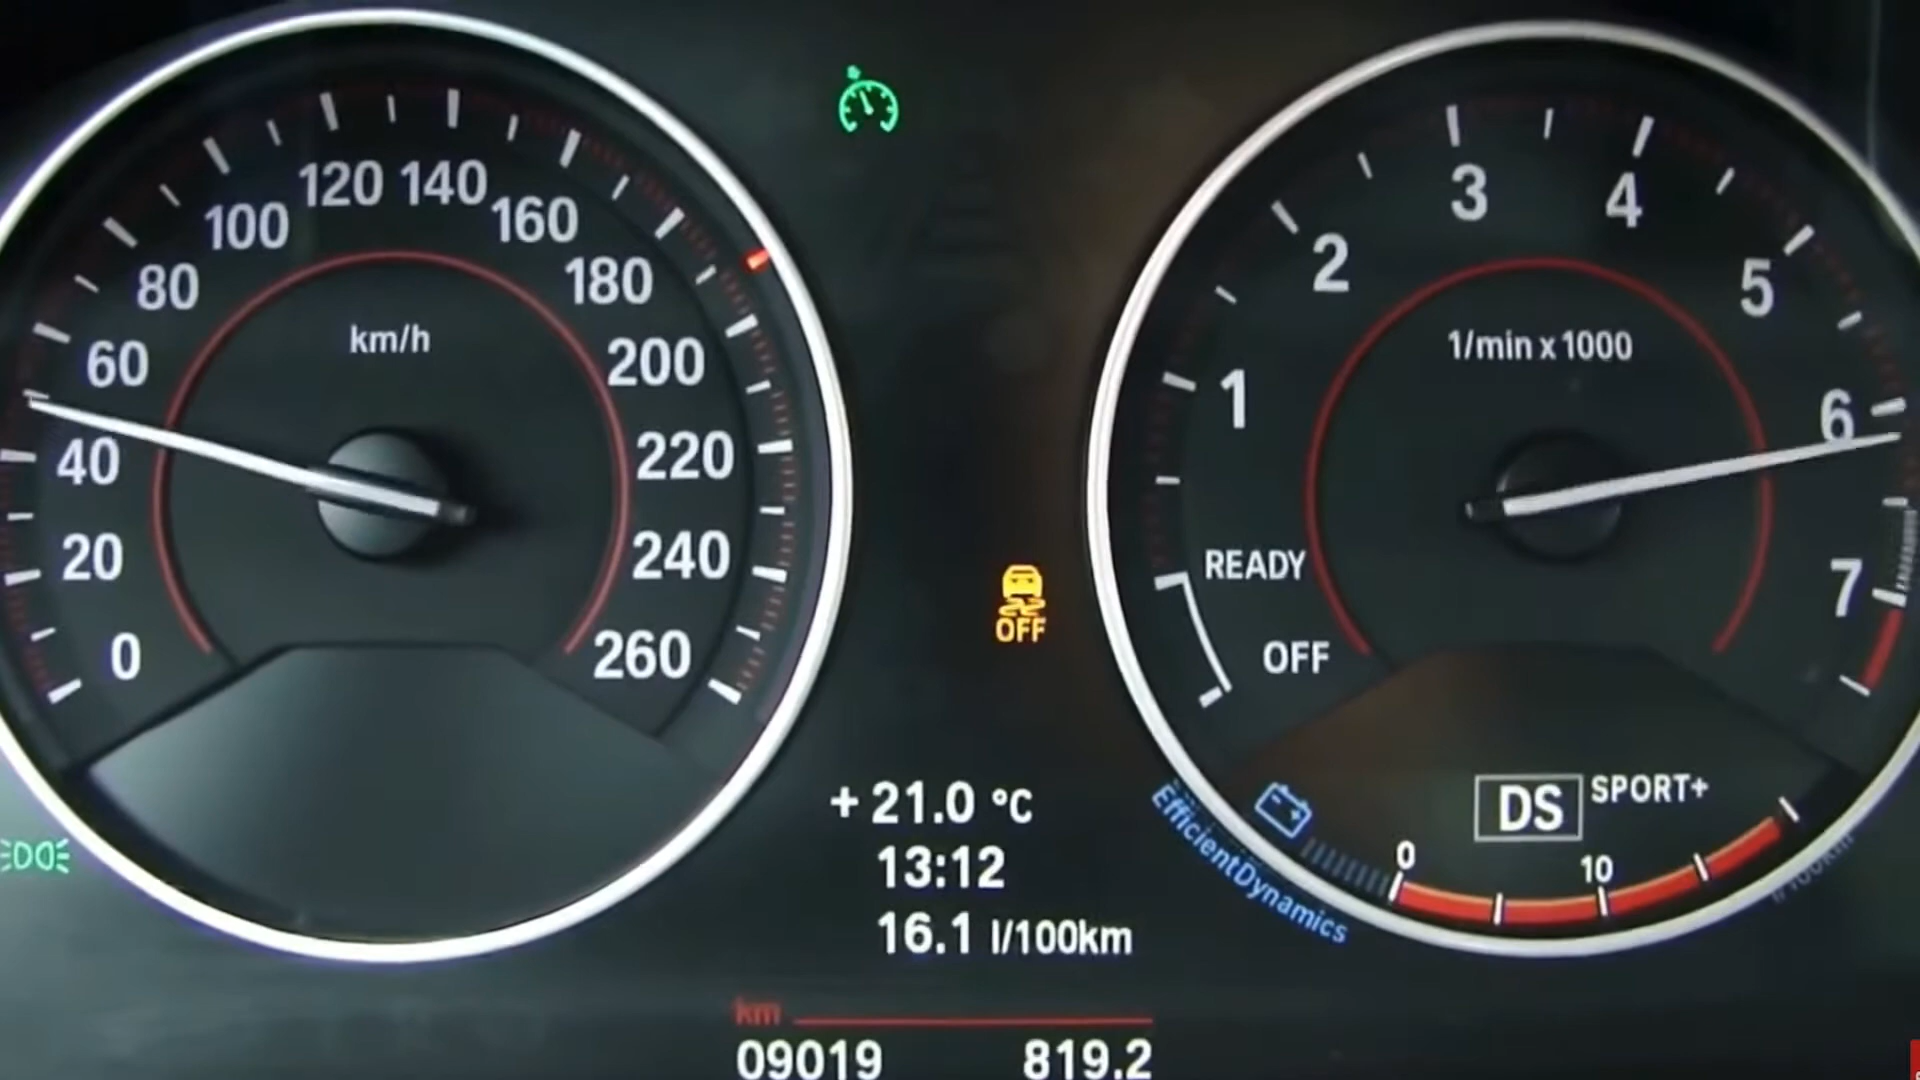 0
20
40
60
80
100
120
140
160
180
200
220
240
260
km/h
OFF
+21.0 °C
13:12
16.1 l/100km
km
09019 819.2
OFF
READY
1
2
3
4
5
6
7
1/min x 1000
DS SPORT+
0 10
EfficientDynamics
l/100km